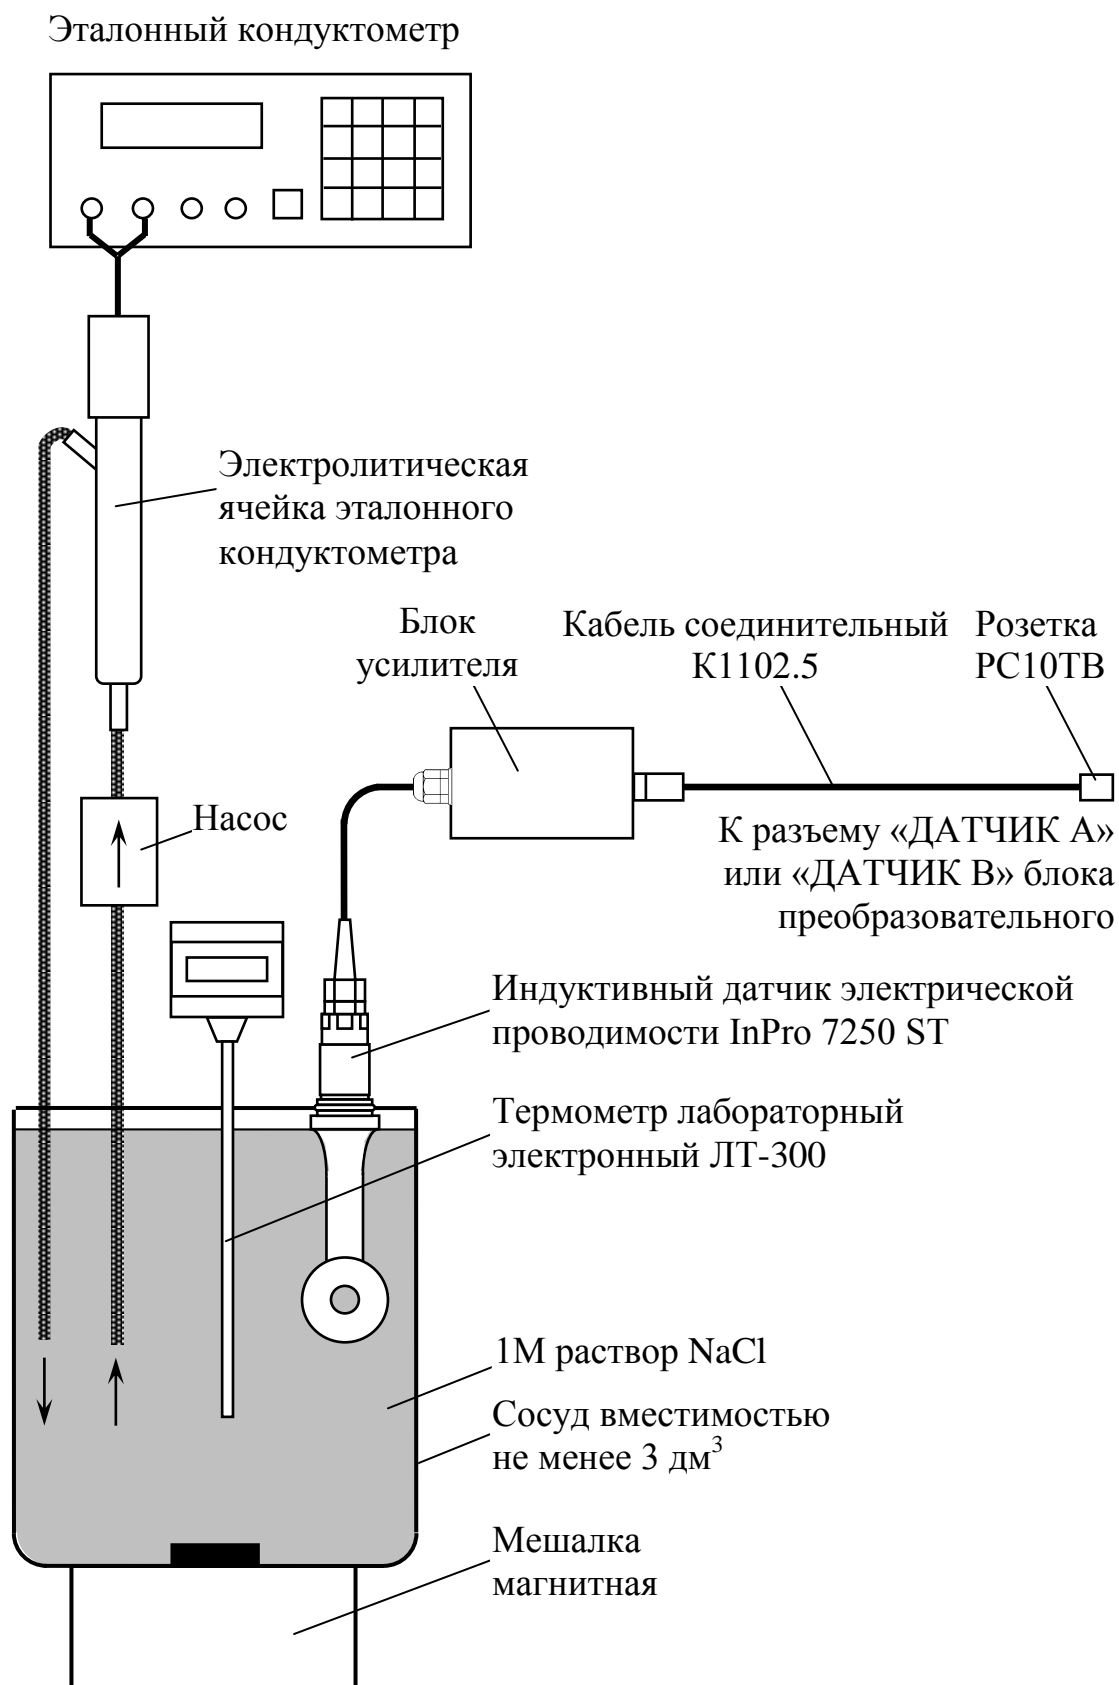 Эталонный кондуктометр
Электролитическая
ячейка эталонного
кондуктометра
Блок
усилителя
Кабель соединительный
К1102.5
Розетка
РС10ТВ
Насос
К разъему «ДАТЧИК А»
или «ДАТЧИК В» блока
преобразовательного
Индуктивный датчик электрической
проводимости InPro 7250 ST
Термометр лабораторный
электронный ЛТ-300
1М раствор NaCl
Сосуд вместимостью
не менее 3 дм³
Мешалка
магнитная